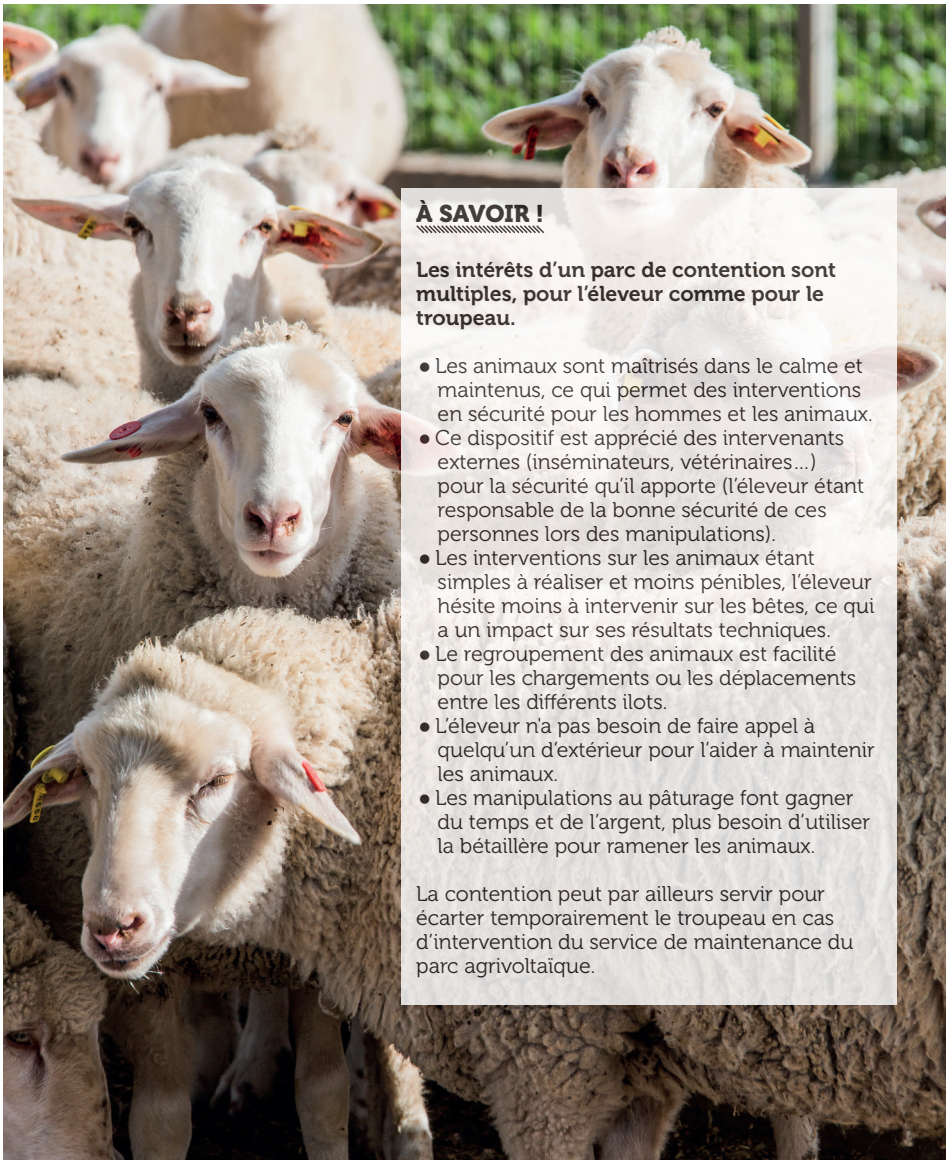 À SAVOIR !
Les intérêts d’un parc de contention sont
multiples, pour l’éleveur comme pour le
troupeau.
● Les animaux sont maîtrisés dans le calme et
maintenus, ce qui permet des interventions
en sécurité pour les hommes et les animaux.
● Ce dispositif est apprécié des intervenants
externes (inséminateurs, vétérinaires...)
pour la sécurité qu’il apporte (l’éleveur étant
responsable de la bonne sécurité de ces
personnes lors des manipulations).
● Les interventions sur les animaux étant
simples à réaliser et moins pénibles, l’éleveur
hésite moins à intervenir sur les bêtes, ce qui
a un impact sur ses résultats techniques.
● Le regroupement des animaux est facilité
pour les chargements ou les déplacements
entre les différents ilots.
● L’éleveur n'a pas besoin de faire appel à
quelqu’un d’extérieur pour l’aider à maintenir
les animaux.
● Les manipulations au pâturage font gagner
du temps et de l’argent, plus besoin d’utiliser
la bétaillère pour ramener les animaux.
La contention peut par ailleurs servir pour
écarter temporairement le troupeau en cas
d’intervention du service de maintenance du
parc agrivoltaïque.